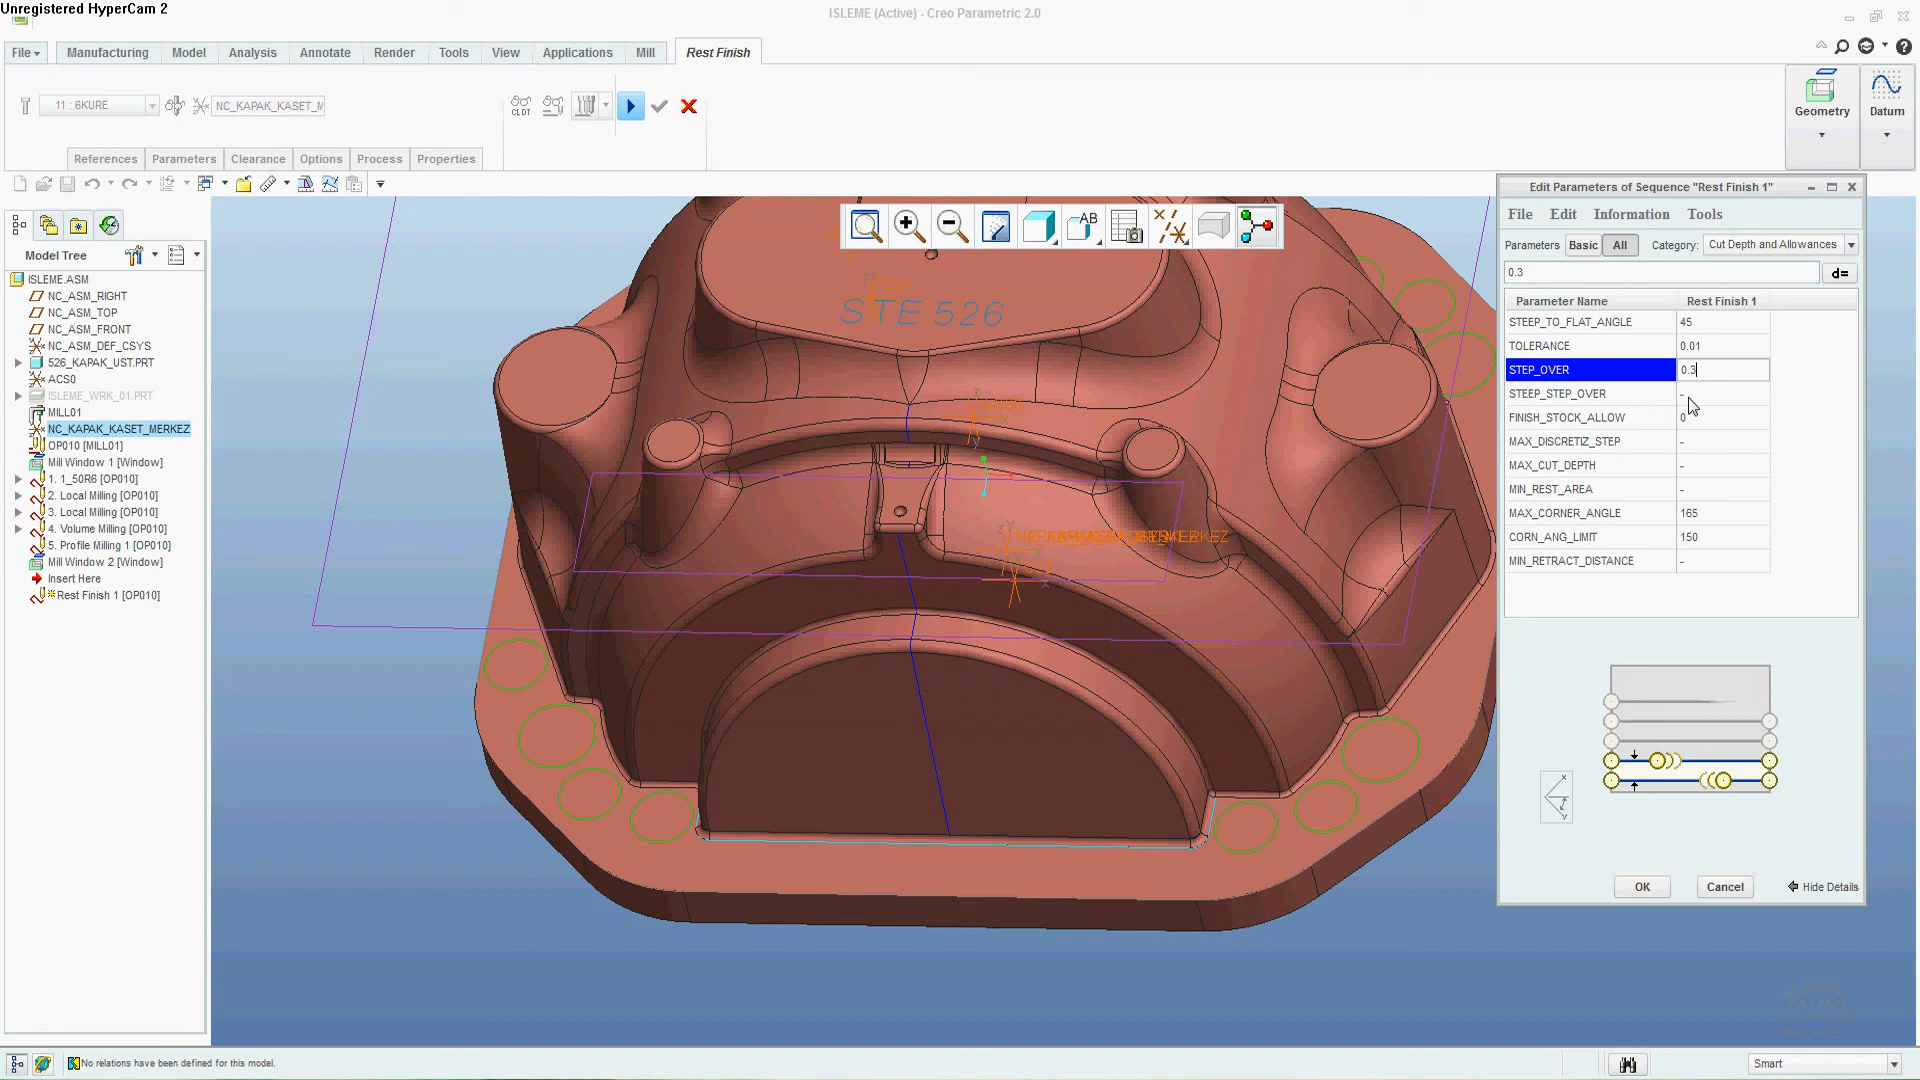 Unregistered HyperCam 2
ISLEME (Active) - Creo Parametric 2.0
File
Manufacturing
Model
Analysis
Annotate
Render
Tools
View
Applications
Mill
Rest Finish
11 : 6KURE
NC_KAPAK_KASET_M
CLDT
Geometry
Datum
References
Parameters
Clearance
Options
Process
Properties
Model Tree
ISLEME.ASM
NC_ASM_RIGHT
NC_ASM_TOP
NC_ASM_FRONT
NC_ASM_DEF_CSYS
526_KAPAK_UST.PRT
ACS0
ISLEME_WRK_01.PRT
MILL01
NC_KAPAK_KASET_MERKEZ
OP010 [MILL01]
Mill Window 1 [Window]
1. 1_50R6 [OP010]
2. Local Milling [OP010]
3. Local Milling [OP010]
4. Volume Milling [OP010]
5. Profile Milling 1 [OP010]
Mill Window 2 [Window]
Insert Here
Rest Finish 1 [OP010]
AB
STE 526
Edit Parameters of Sequence "Rest Finish 1"
File Edit Information Tools
Parameters Basic All Category: Cut Depth and Allowances
0.3
d=
Parameter Name Rest Finish 1
STEEP_TO_FLAT_ANGLE 45
TOLERANCE 0.01
STEP_OVER 0.3
STEEP_STEP_OVER -
FINISH_STOCK_ALLOW 0
MAX_DISCRETIZ_STEP -
MAX_CUT_DEPTH -
MIN_REST_AREA -
MAX_CORNER_ANGLE 165
CORN_ANG_LIMIT 150
MIN_RETRACT_DISTANCE -
OK
Cancel
Hide Details
No relations have been defined for this model.
Smart